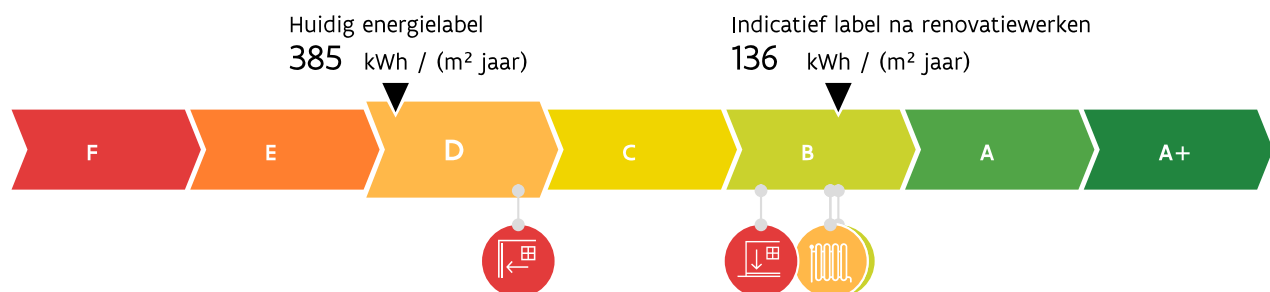 Huidig energielabel
385 kWh / (m² jaar)
Indicatief label na renovatiewerken
136 kWh / (m² jaar)
F E D C B A A+